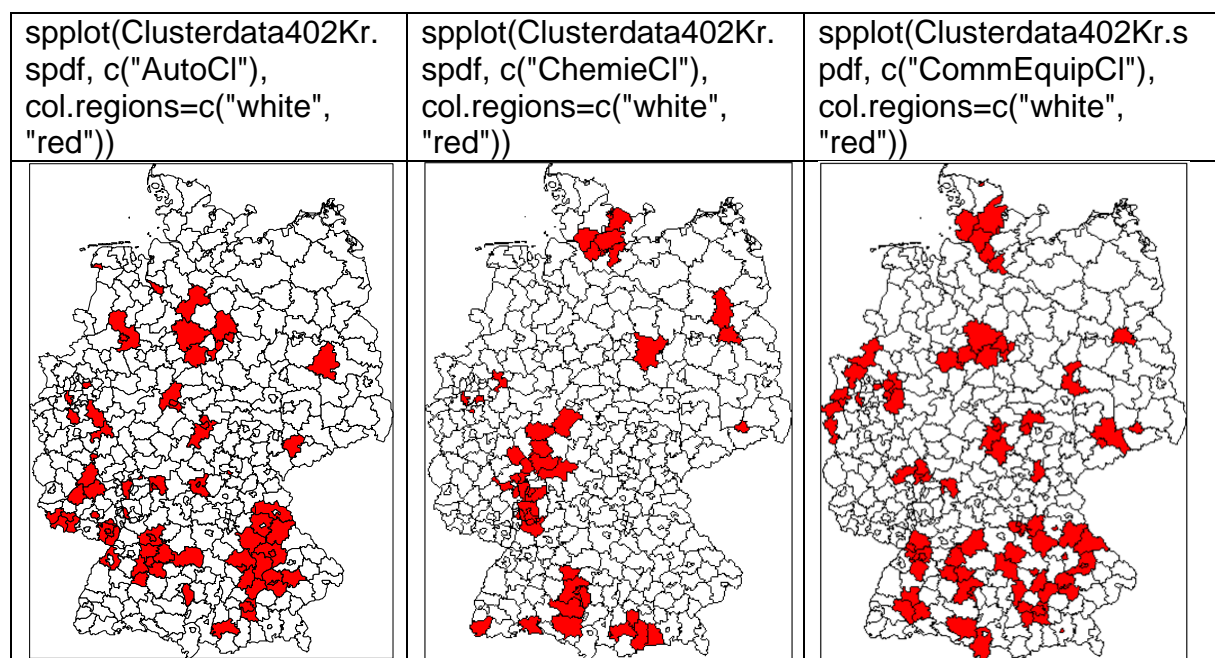 spplot(Clusterdata402Kr.
spdf, c("AutoCl"),
col.regions=c("white",
"red"))
spplot(Clusterdata402Kr.
spdf, c("ChemieCl"),
col.regions=c("white",
"red"))
spplot(Clusterdata402Kr.s
pdf, c("CommEquipCl"),
col.regions=c("white",
"red"))